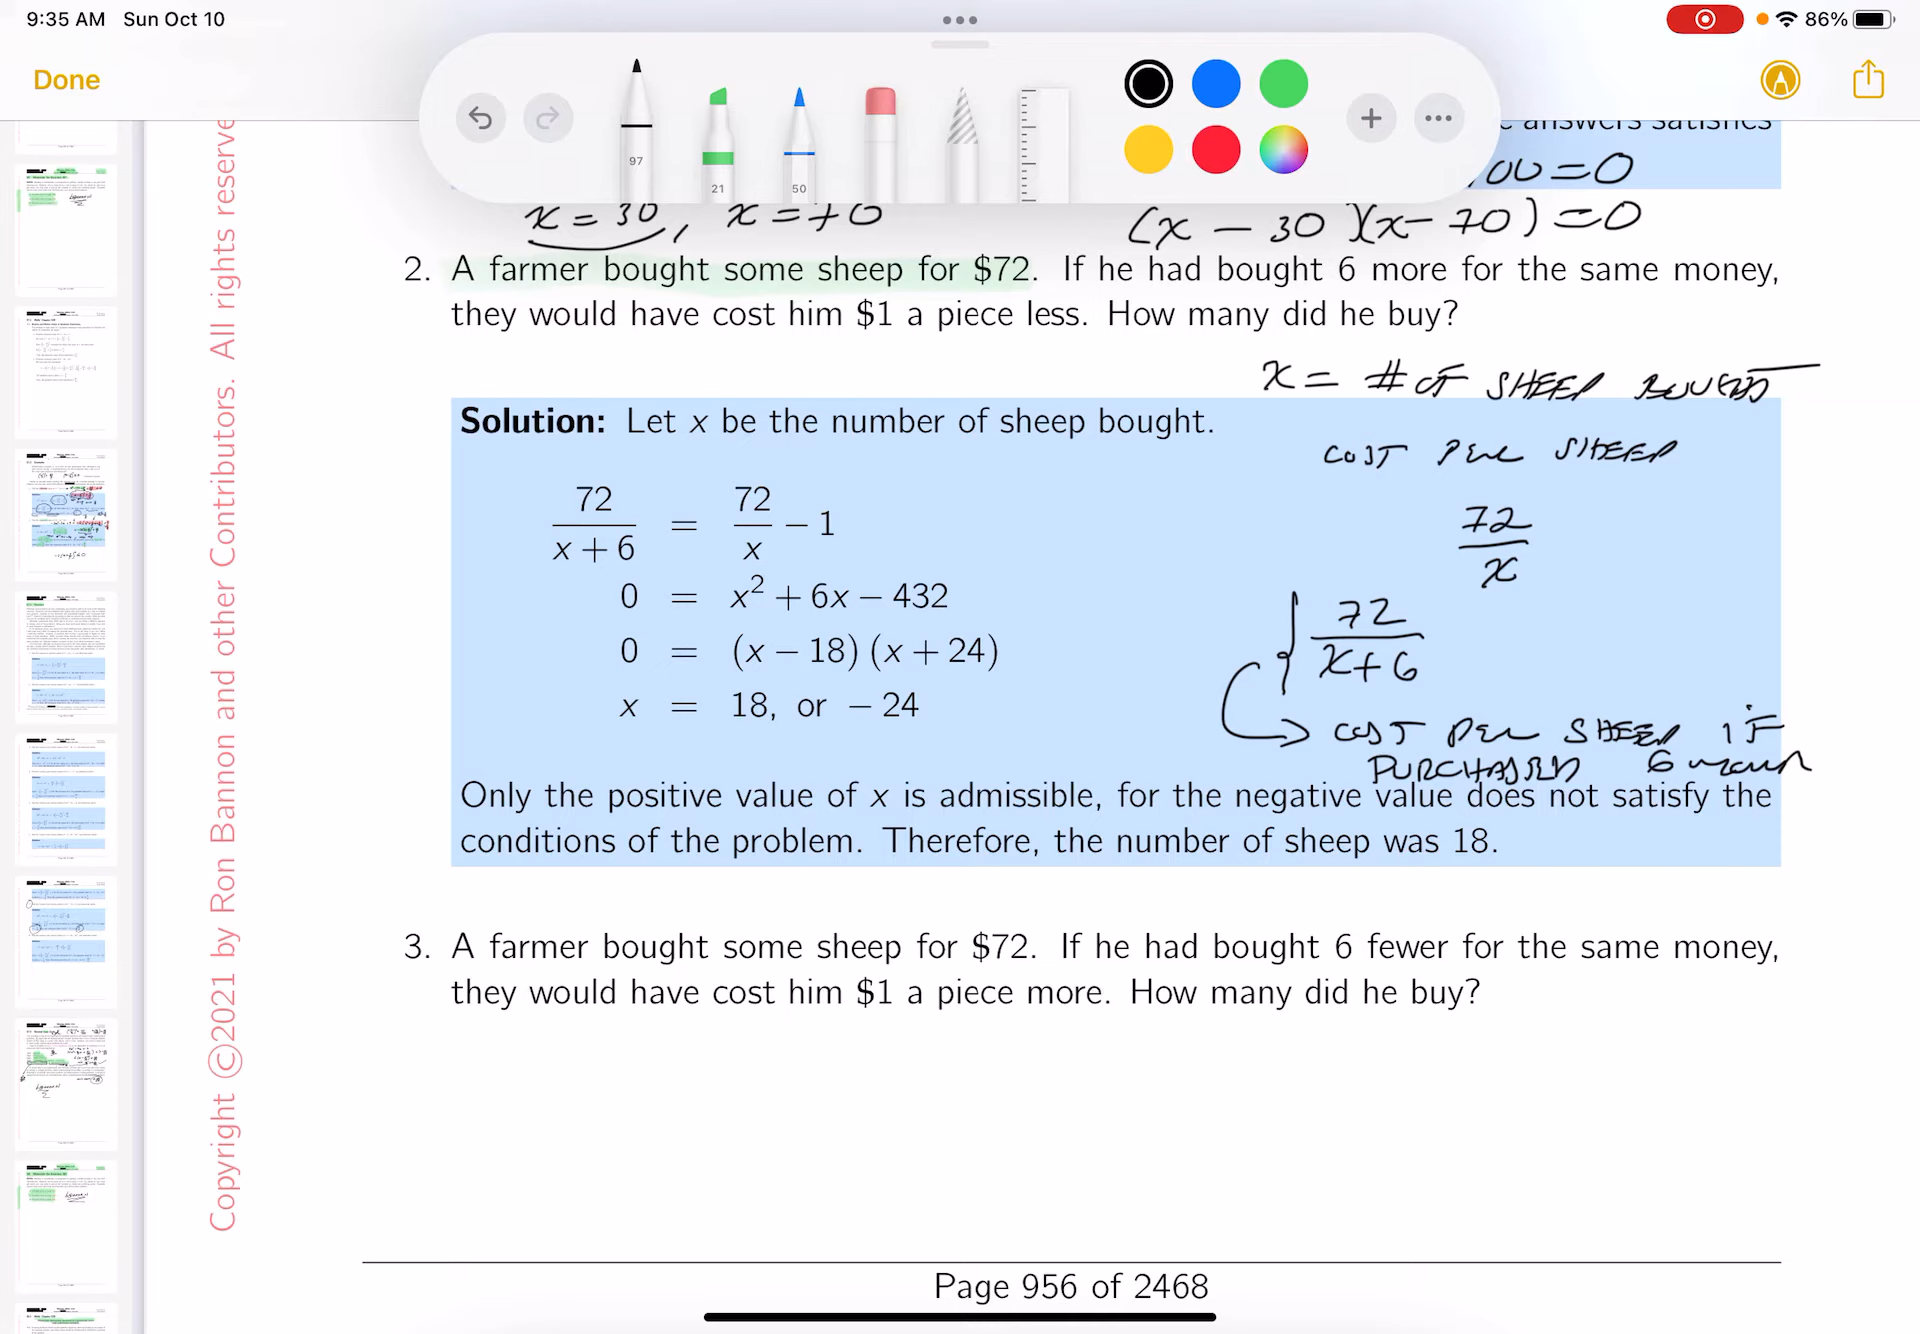 9:35 AM Sun Oct 10
86%
Done
97
21
50
answers satisfies
00=0
x = 30, x = 70
(x - 30)(x - 70) = 0
2. A farmer bought some sheep for $72. If he had bought 6 more for the same money,
they would have cost him $1 a piece less. How many did he buy?
x = # OF SHEEP BOUGHT
Solution: Let x be the number of sheep bought.
COST PER SHEEP
72/(x + 6) = 72/x − 1
72/x
0 = x² + 6x − 432
72/(x+6)
0 = (x − 18) (x + 24)
x = 18, or − 24
COST PER SHEEP IF
PURCHASED 6 MORE
Only the positive value of x is admissible, for the negative value does not satisfy the
conditions of the problem. Therefore, the number of sheep was 18.
3. A farmer bought some sheep for $72. If he had bought 6 fewer for the same money,
they would have cost him $1 a piece more. How many did he buy?
Page 956 of 2468
Copyright ©2021 by Ron Bannon and other Contributors. All rights reserve